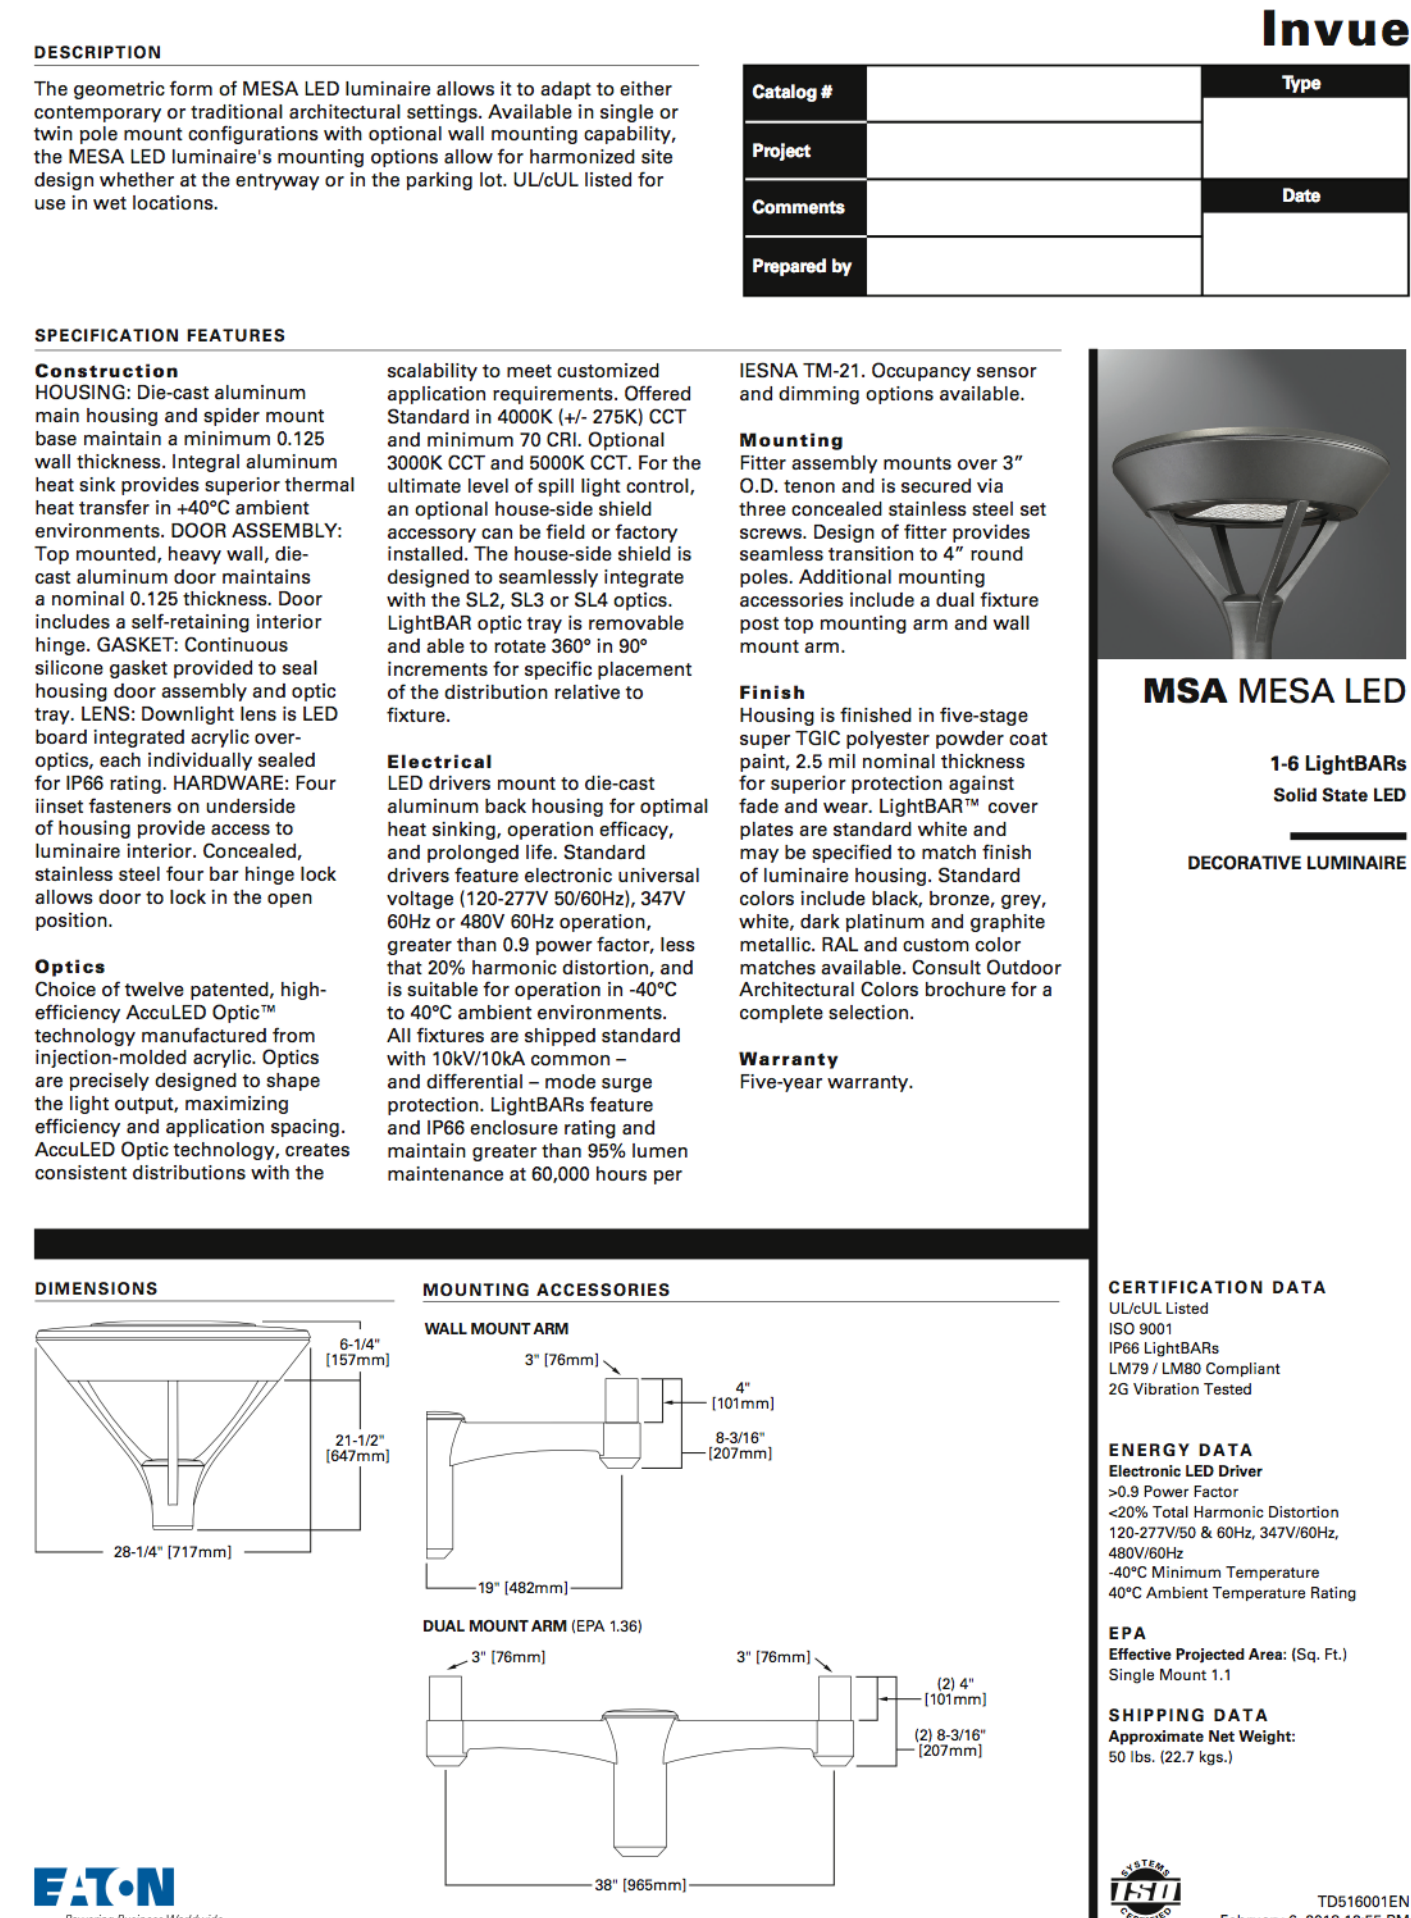 Invue
DESCRIPTION
The geometric form of MESA LED luminaire allows it to adapt to either
contemporary or traditional architectural settings. Available in single or
twin pole mount configurations with optional wall mounting capability,
the MESA LED luminaire's mounting options allow for harmonized site
design whether at the entryway or in the parking lot. UL/cUL listed for
use in wet locations.
Catalog #
Type
Project
Comments
Date
Prepared by
SPECIFICATION FEATURES
Construction
HOUSING: Die-cast aluminum
main housing and spider mount
base maintain a minimum 0.125
wall thickness. Integral aluminum
heat sink provides superior thermal
heat transfer in +40°C ambient
environments. DOOR ASSEMBLY:
Top mounted, heavy wall, die-
cast aluminum door maintains
a nominal 0.125 thickness. Door
includes a self-retaining interior
hinge. GASKET: Continuous
silicone gasket provided to seal
housing door assembly and optic
tray. LENS: Downlight lens is LED
board integrated acrylic over-
optics, each individually sealed
for IP66 rating. HARDWARE: Four
iinset fasteners on underside
of housing provide access to
luminaire interior. Concealed,
stainless steel four bar hinge lock
allows door to lock in the open
position.
Optics
Choice of twelve patented, high-
efficiency AccuLED Optic™
technology manufactured from
injection-molded acrylic. Optics
are precisely designed to shape
the light output, maximizing
efficiency and application spacing.
AccuLED Optic technology, creates
consistent distributions with the
scalability to meet customized
application requirements. Offered
Standard in 4000K (+/- 275K) CCT
and minimum 70 CRI. Optional
3000K CCT and 5000K CCT. For the
ultimate level of spill light control,
an optional house-side shield
accessory can be field or factory
installed. The house-side shield is
designed to seamlessly integrate
with the SL2, SL3 or SL4 optics.
LightBAR optic tray is removable
and able to rotate 360° in 90°
increments for specific placement
of the distribution relative to
fixture.
Electrical
LED drivers mount to die-cast
aluminum back housing for optimal
heat sinking, operation efficacy,
and prolonged life. Standard
drivers feature electronic universal
voltage (120-277V 50/60Hz), 347V
60Hz or 480V 60Hz operation,
greater than 0.9 power factor, less
that 20% harmonic distortion, and
is suitable for operation in -40°C
to 40°C ambient environments.
All fixtures are shipped standard
with 10kV/10kA common –
and differential – mode surge
protection. LightBARs feature
and IP66 enclosure rating and
maintain greater than 95% lumen
maintenance at 60,000 hours per
IESNA TM-21. Occupancy sensor
and dimming options available.
Mounting
Fitter assembly mounts over 3”
O.D. tenon and is secured via
three concealed stainless steel set
screws. Design of fitter provides
seamless transition to 4” round
poles. Additional mounting
accessories include a dual fixture
post top mounting arm and wall
mount arm.
Finish
Housing is finished in five-stage
super TGIC polyester powder coat
paint, 2.5 mil nominal thickness
for superior protection against
fade and wear. LightBAR™ cover
plates are standard white and
may be specified to match finish
of luminaire housing. Standard
colors include black, bronze, grey,
white, dark platinum and graphite
metallic. RAL and custom color
matches available. Consult Outdoor
Architectural Colors brochure for a
complete selection.
Warranty
Five-year warranty.
MSA MESA LED
1-6 LightBARs
Solid State LED
DECORATIVE LUMINAIRE
DIMENSIONS
6-1/4"
[157mm]
21-1/2"
[647mm]
28-1/4" [717mm]
MOUNTING ACCESSORIES
WALL MOUNT ARM
3" [76mm]
4"
[101mm]
8-3/16"
[207mm]
19" [482mm]
DUAL MOUNT ARM (EPA 1.36)
3" [76mm]
3" [76mm]
(2) 4"
[101mm]
(2) 8-3/16"
[207mm]
38" [965mm]
CERTIFICATION DATA
UL/cUL Listed
ISO 9001
IP66 LightBARs
LM79 / LM80 Compliant
2G Vibration Tested
ENERGY DATA
Electronic LED Driver
>0.9 Power Factor
<20% Total Harmonic Distortion
120-277V/50 & 60Hz, 347V/60Hz,
480V/60Hz
-40°C Minimum Temperature
40°C Ambient Temperature Rating
EPA
Effective Projected Area: (Sq. Ft.)
Single Mount 1.1
SHIPPING DATA
Approximate Net Weight:
50 lbs. (22.7 kgs.)
EATON
SYSTEMS
ISO
TD516001EN